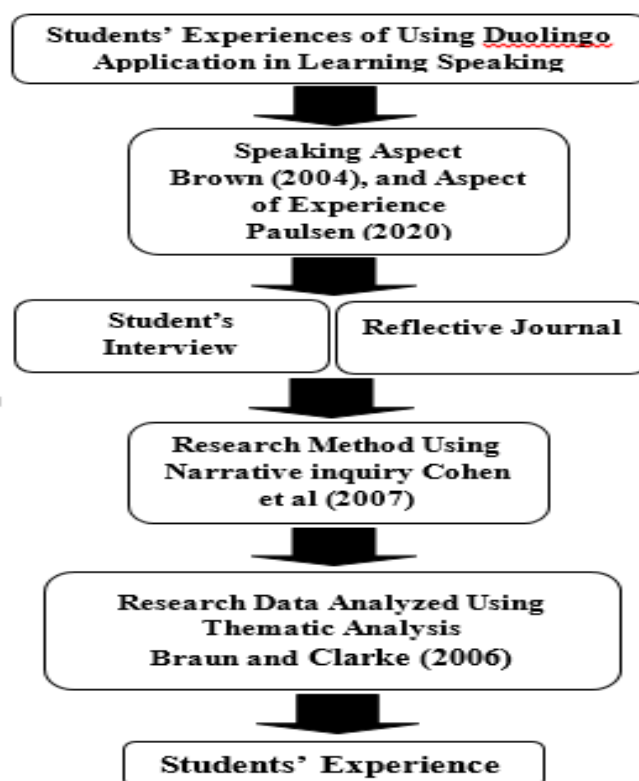 Students' Experiences of Using Duolingo
Application in Learning Speaking
Speaking Aspect
Brown (2004), and Aspect
of Experience
Paulsen (2020)
Student's
Interview
Reflective Journal
Research Method Using
Narrative inquiry Cohen
et al (2007)
Research Data Analyzed Using
Thematic Analysis
Braun and Clarke (2006)
Students' Experience